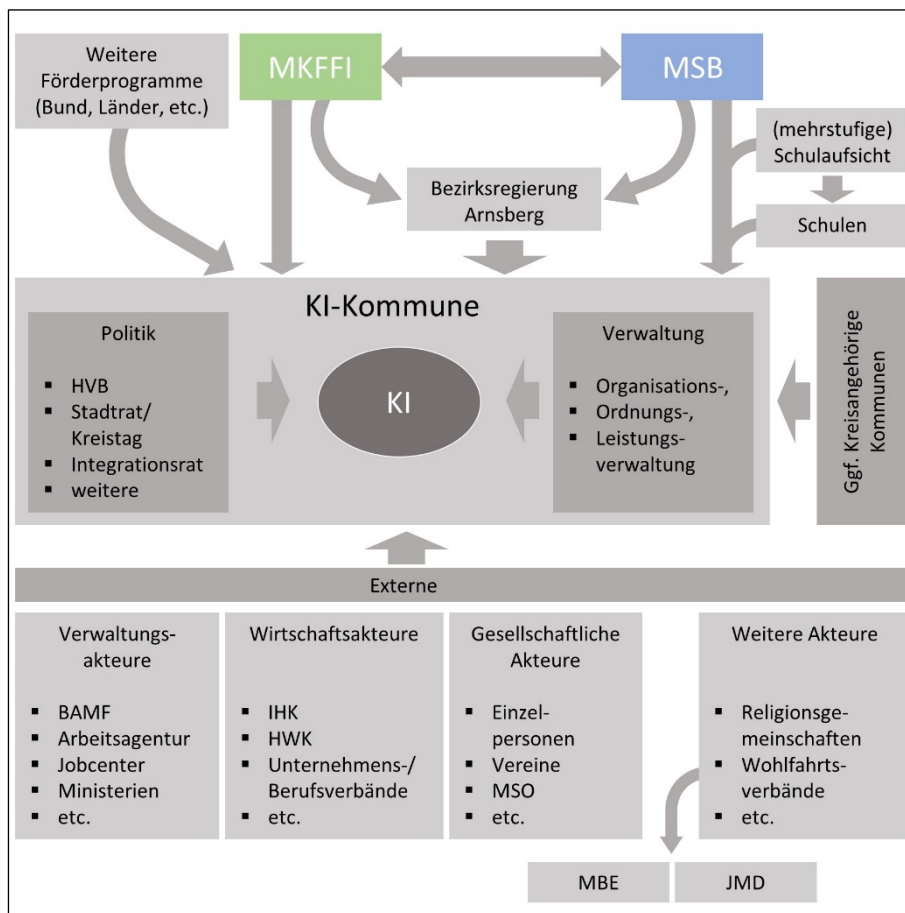 Weitere
Förderprogramme
(Bund, Länder, etc.)
MKFFI
MSB
(mehrstufige)
Schulaufsicht
Bezirksregierung
Arnsberg
Schulen
KI-Kommune
Politik
▪ HVB
▪ Stadtrat/
Kreistag
▪ Integrationsrat
▪ weitere
KI
Verwaltung
▪ Organisations-,
▪ Ordnungs-,
▪ Leistungs-
verwaltung
Ggf. Kreisangehörige
Kommunen
Externe
Verwaltungs-
akteure
▪ BAMF
▪ Arbeitsagentur
▪ Jobcenter
▪ Ministerien
▪ etc.
Wirtschaftsakteure
▪ IHK
▪ HWK
▪ Unternehmens-/
Berufsverbände
▪ etc.
Gesellschaftliche
Akteure
▪ Einzel-
personen
▪ Vereine
▪ MSO
▪ etc.
Weitere Akteure
▪ Religionsge-
meinschaften
▪ Wohlfahrts-
verbände
▪ etc.
MBE
JMD